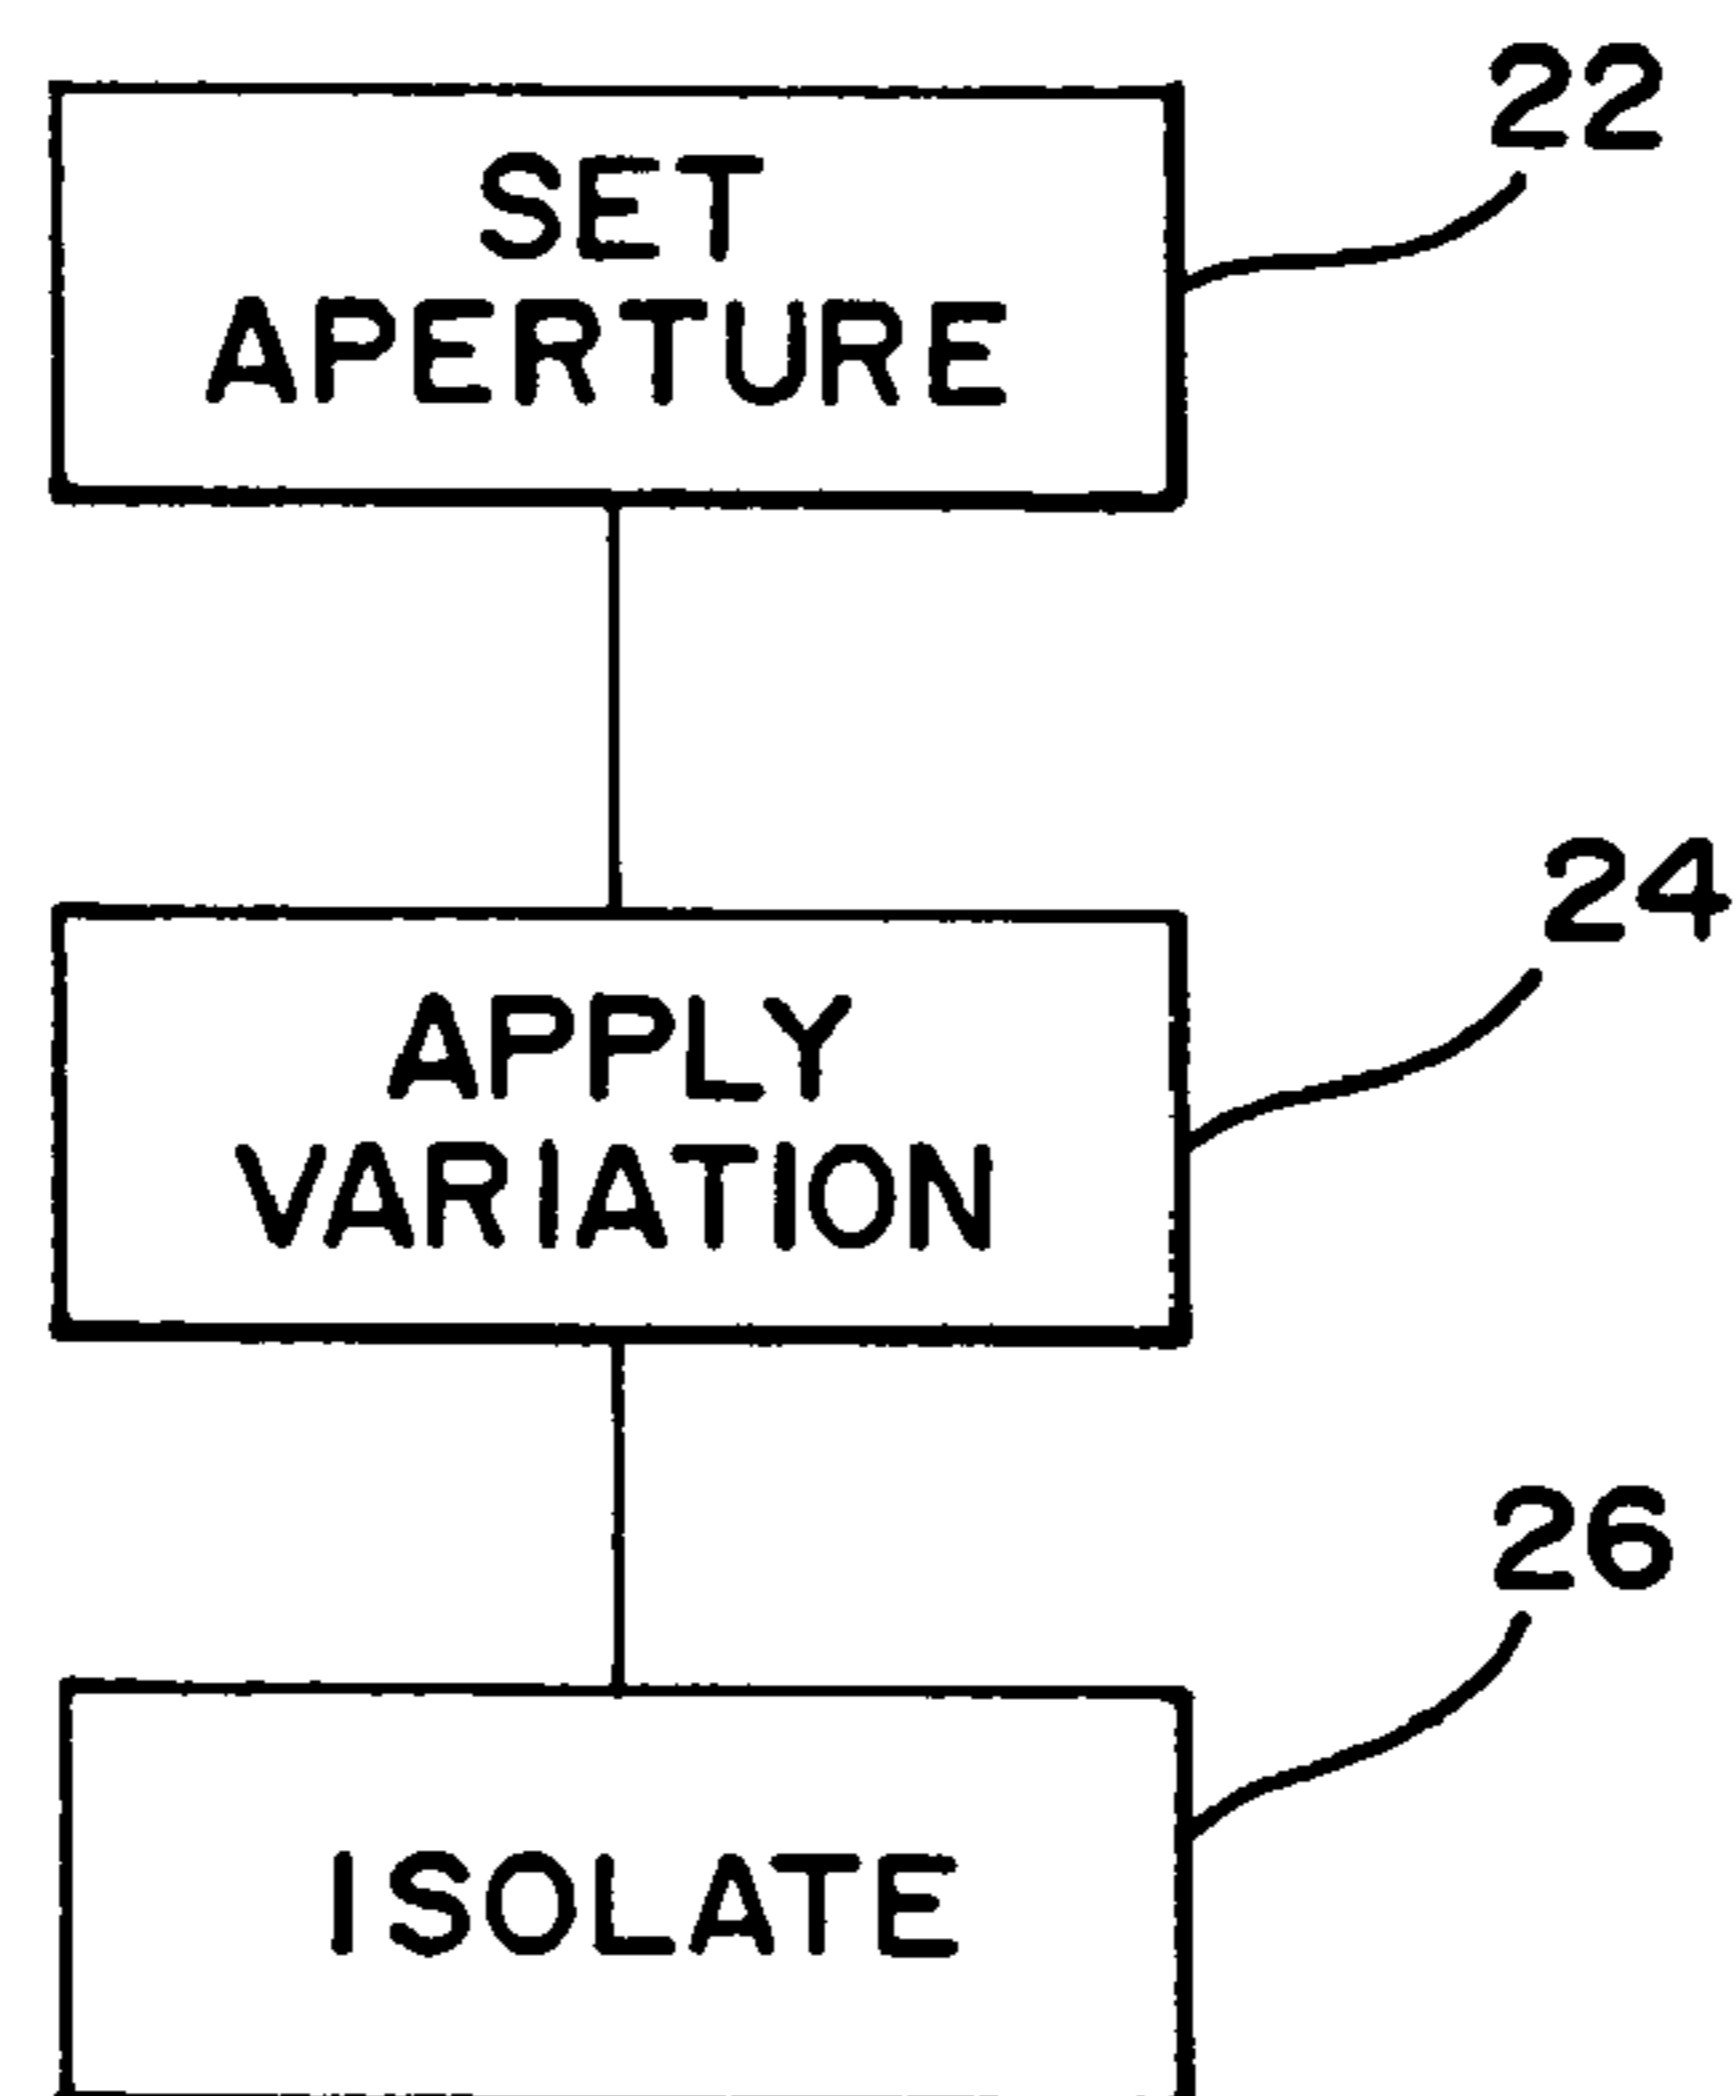 22
SET
APERTURE
24
APPLY
VARIATION
26
ISOLATE